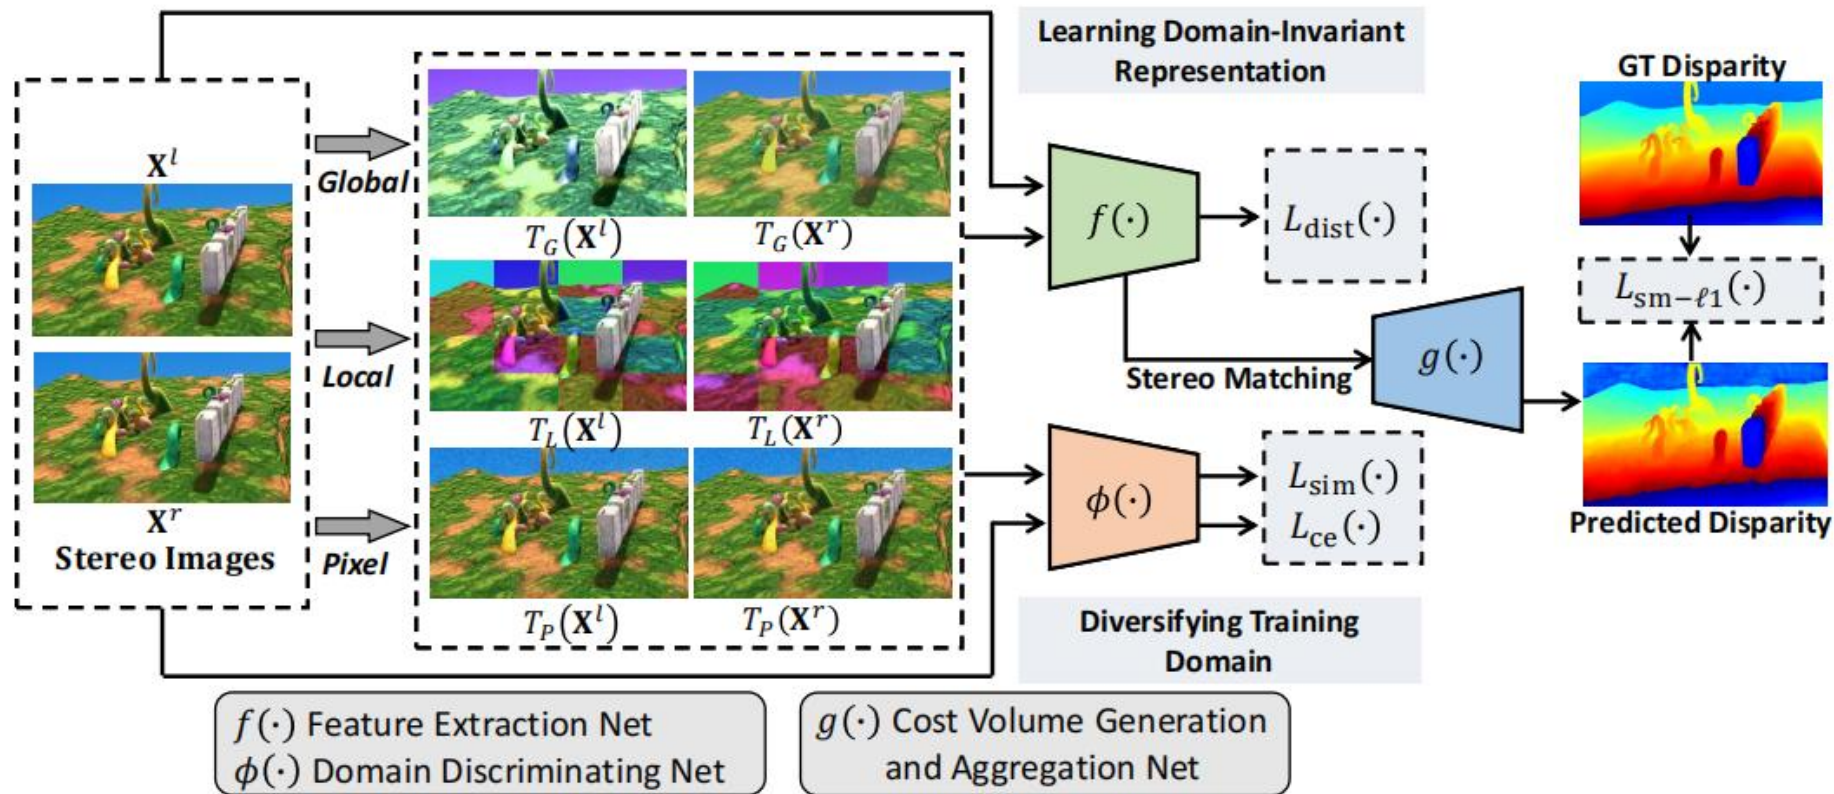 X^l
X^r
Stereo Images
Global
Local
Pixel
T_G(X^l)
T_G(X^r)
T_L(X^l)
T_L(X^r)
T_P(X^l)
T_P(X^r)
Learning Domain-Invariant
Representation
f(·)
L_dist(·)
Stereo Matching
g(·)
ϕ(·)
L_sim(·)
L_ce(·)
Diversifying Training
Domain
GT Disparity
L_sm−ℓ1(·)
Predicted Disparity
f(·) Feature Extraction Net
ϕ(·) Domain Discriminating Net
g(·) Cost Volume Generation
and Aggregation Net